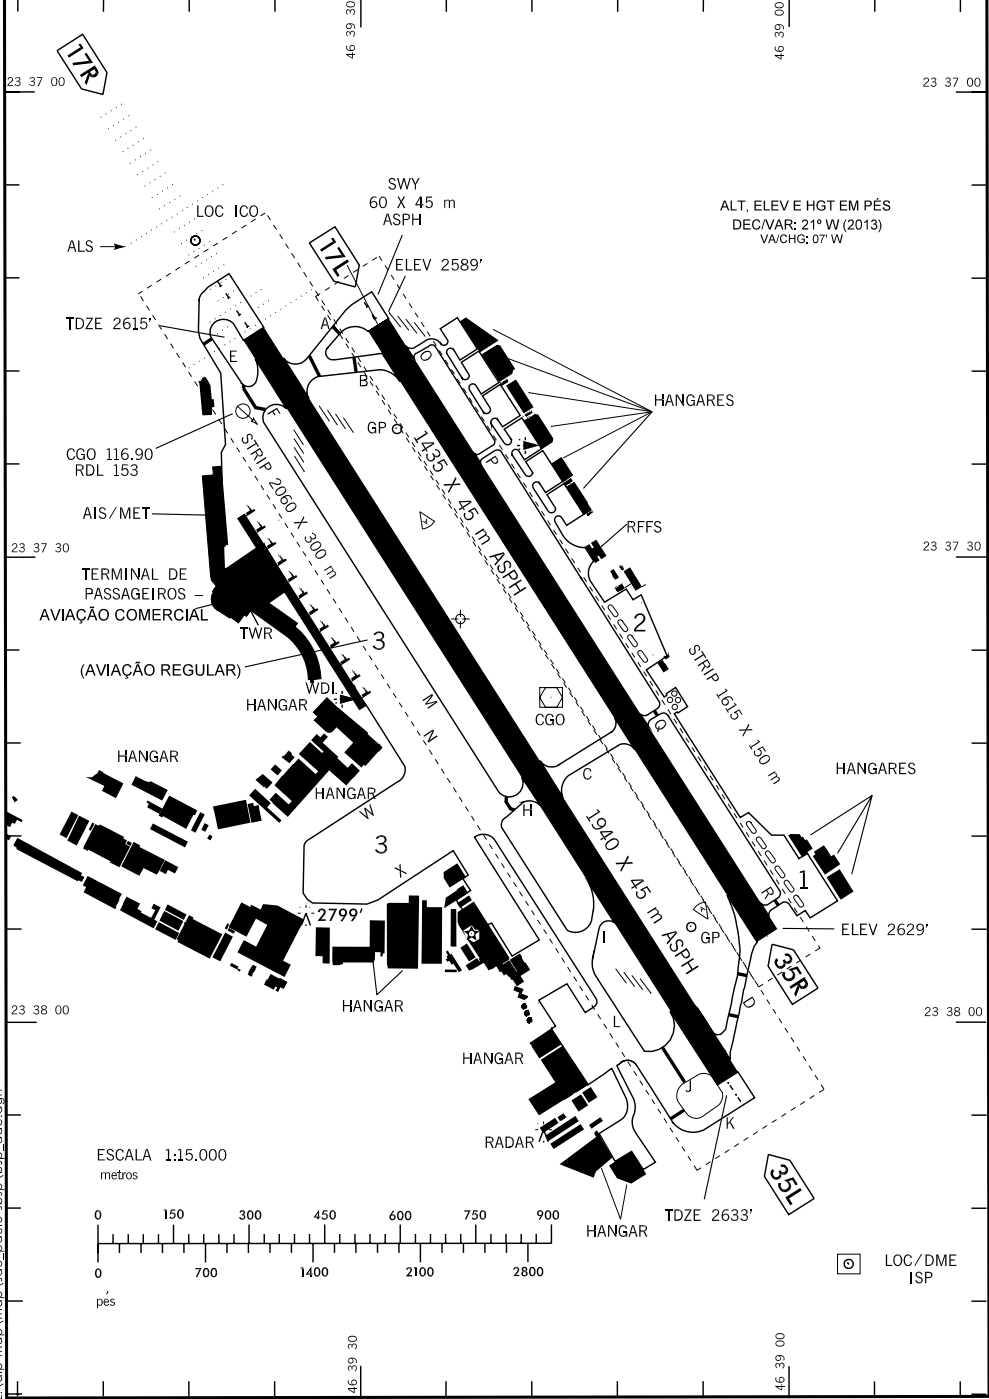 46 39 30
46 39 00
17R
23 37 00
23 37 00
SWY
60 X 45 m
ASPH
LOC ICO
ALT, ELEV E HGT EM PÉS
DEC/VAR: 21º W (2013)
VA/CHG: 07' W
ALS
17L
ELEV 2589'
TDZE 2615'
A
E
O
B
HANGARES
F
GP
CGO 116.90
RDL 153
STRIP 2060 X 300 m
1435 X 45 m ASPH
P
AIS/MET
RFFS
23 37 30
23 37 30
TERMINAL DE
PASSAGEIROS –
AVIAÇÃO COMERCIAL
TWR
2
3
(AVIAÇÃO REGULAR)
STRIP 1615 X 150 m
WDI
HANGAR
M
N
CGO
Q
HANGAR
HANGARES
C
HANGAR
H
W
1940 X 45 m ASPH
3
X
1
R
2799'
I
GP
ELEV 2629'
35R
HANGAR
D
L
23 38 00
23 38 00
HANGAR
J
K
RADAR
ESCALA 1:15.000
metros
35L
0 150 300 450 600 750 900
TDZE 2633'
HANGAR
0 700 1400 2100 2800
pés
LOC/DME
ISP
46 39 30
46 39 00